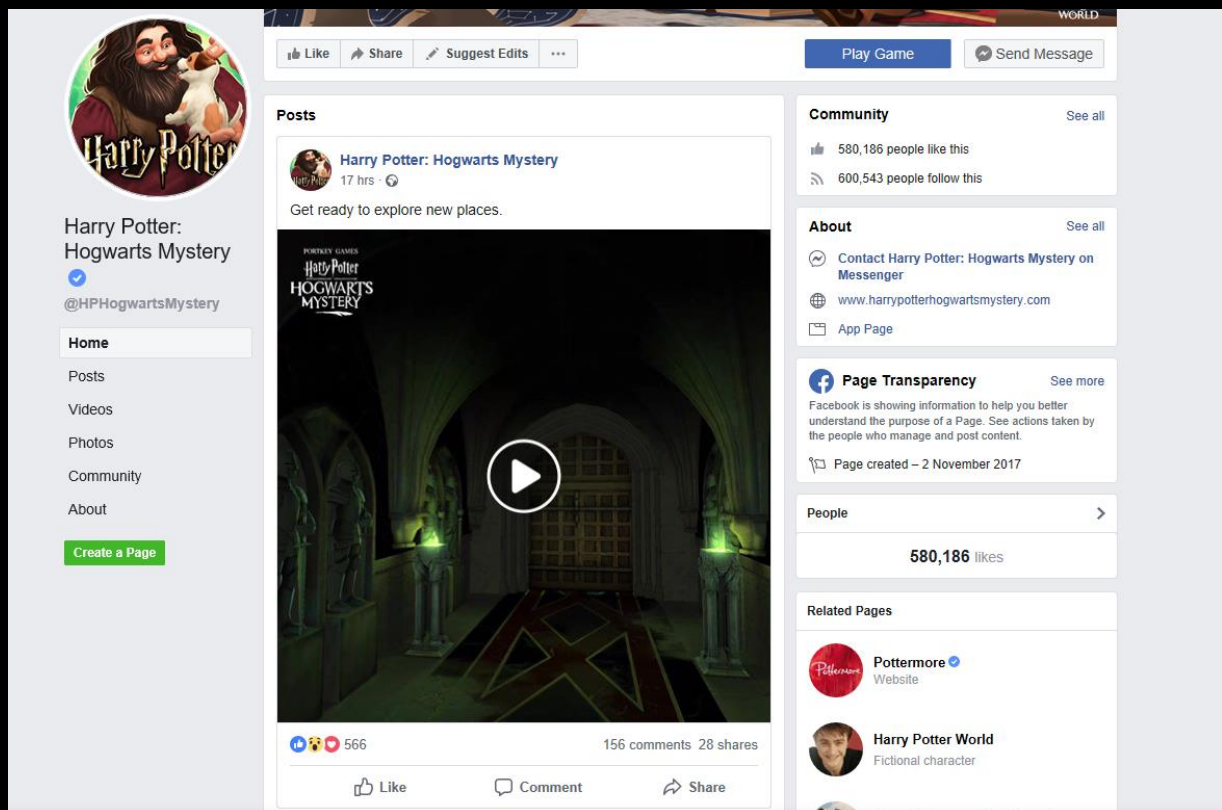 WORLD
Like
Share
Suggest Edits
Play Game
Send Message
Harry Potter
Harry Potter:
Hogwarts Mystery
@HPHogwartsMystery
Home
Posts
Videos
Photos
Community
About
Create a Page
Posts
Harry Potter: Hogwarts Mystery
17 hrs ·
Get ready to explore new places.
PORTKEY GAMES
Harry Potter
HOGWARTS
MYSTERY
566
156 comments 28 shares
Like
Comment
Share
Community
See all
580,186 people like this
600,543 people follow this
About
See all
Contact Harry Potter: Hogwarts Mystery on
Messenger
www.harrypotterhogwartsmystery.com
App Page
Page Transparency
See more
Facebook is showing information to help you better
understand the purpose of a Page. See actions taken by
the people who manage and post content.
Page created – 2 November 2017
People
580,186 likes
Related Pages
Pottermore
Pottermore
Website
Harry Potter World
Fictional character